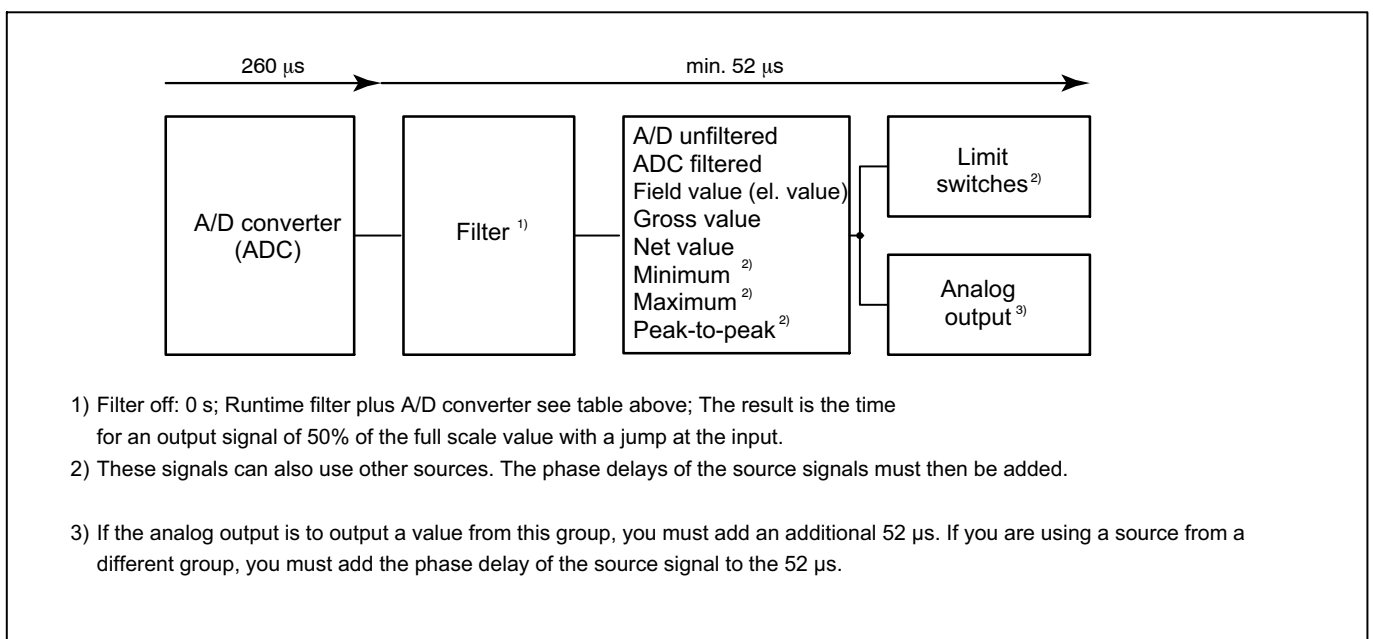 260 µs
min. 52 µs
A/D converter
(ADC)
Filter 1)
A/D unfiltered
ADC filtered
Field value (el. value)
Gross value
Net value
Minimum 2)
Maximum 2)
Peak-to-peak 2)
Limit
switches 2)
Analog
output 3)
1) Filter off: 0 s; Runtime filter plus A/D converter see table above; The result is the time
for an output signal of 50% of the full scale value with a jump at the input.
2) These signals can also use other sources. The phase delays of the source signals must then be added.
3) If the analog output is to output a value from this group, you must add an additional 52 µs. If you are using a source from a
different group, you must add the phase delay of the source signal to the 52 µs.